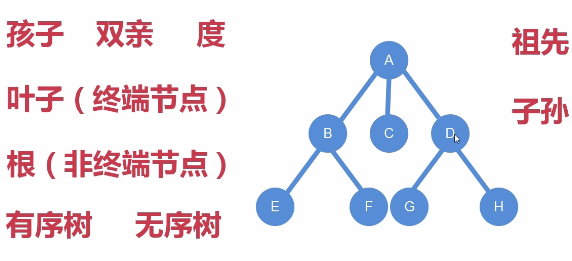 孩子 双亲 度
叶子（终端节点）
根（非终端节点）
有序树 无序树
A
B C D
E F G H
祖先
子孙